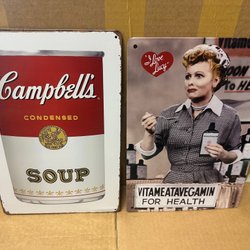 Campbell's
CONDENSED
SOUP
I Love
Lucy
VITAMEATAVEGAMIN
FOR HEALTH